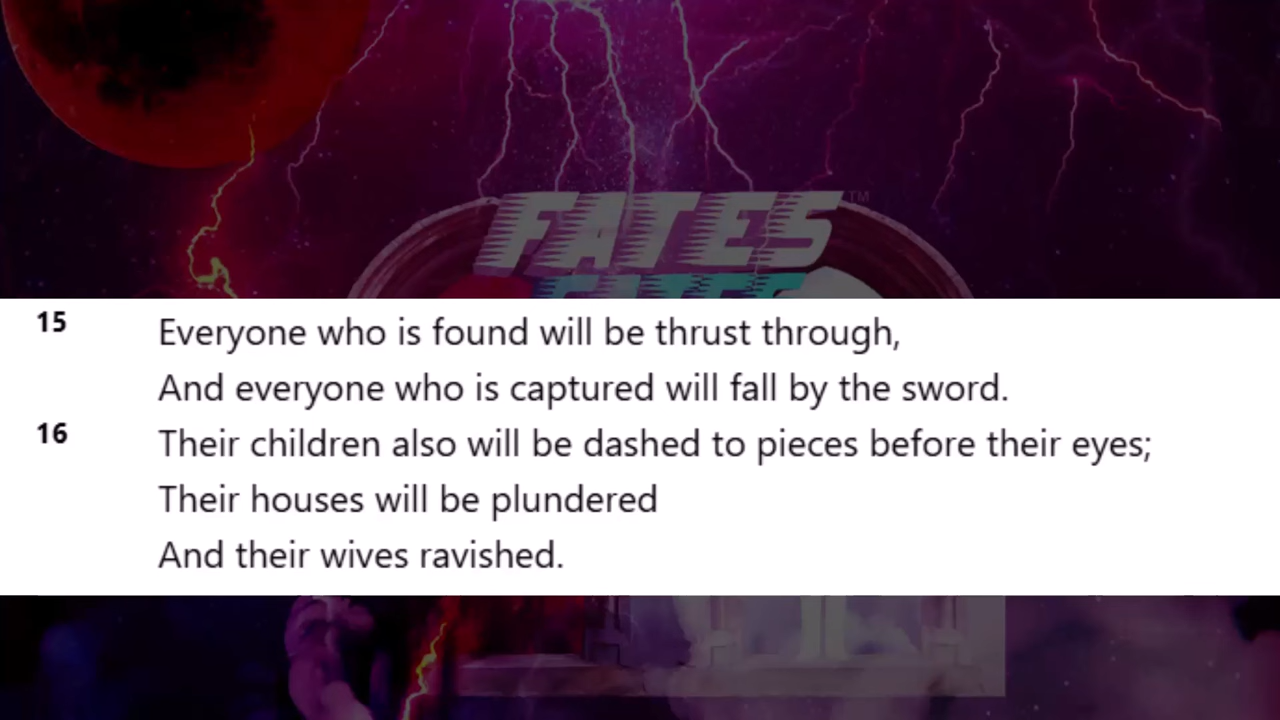 FATES
™
15 Everyone who is found will be thrust through,
And everyone who is captured will fall by the sword.
16 Their children also will be dashed to pieces before their eyes;
Their houses will be plundered
And their wives ravished.